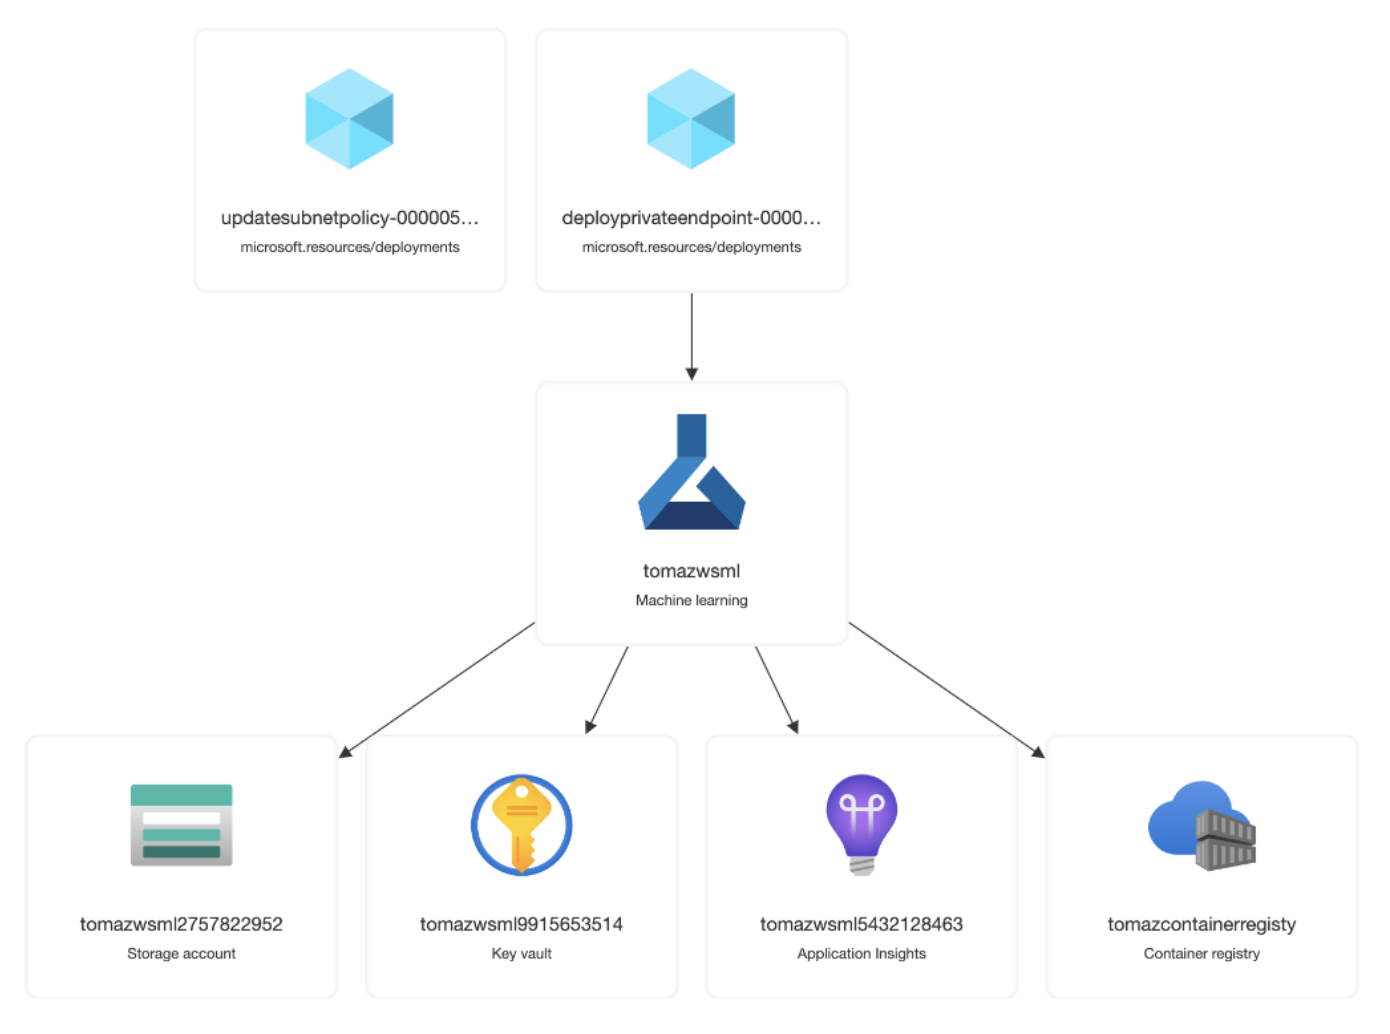 updatesubnetpolicy-000005...
microsoft.resources/deployments
deployprivateendpoint-0000...
microsoft.resources/deployments
tomazwsml
Machine learning
tomazwsml2757822952
Storage account
tomazwsml9915653514
Key vault
tomazwsml5432128463
Application Insights
tomazcontainerregisty
Container registry